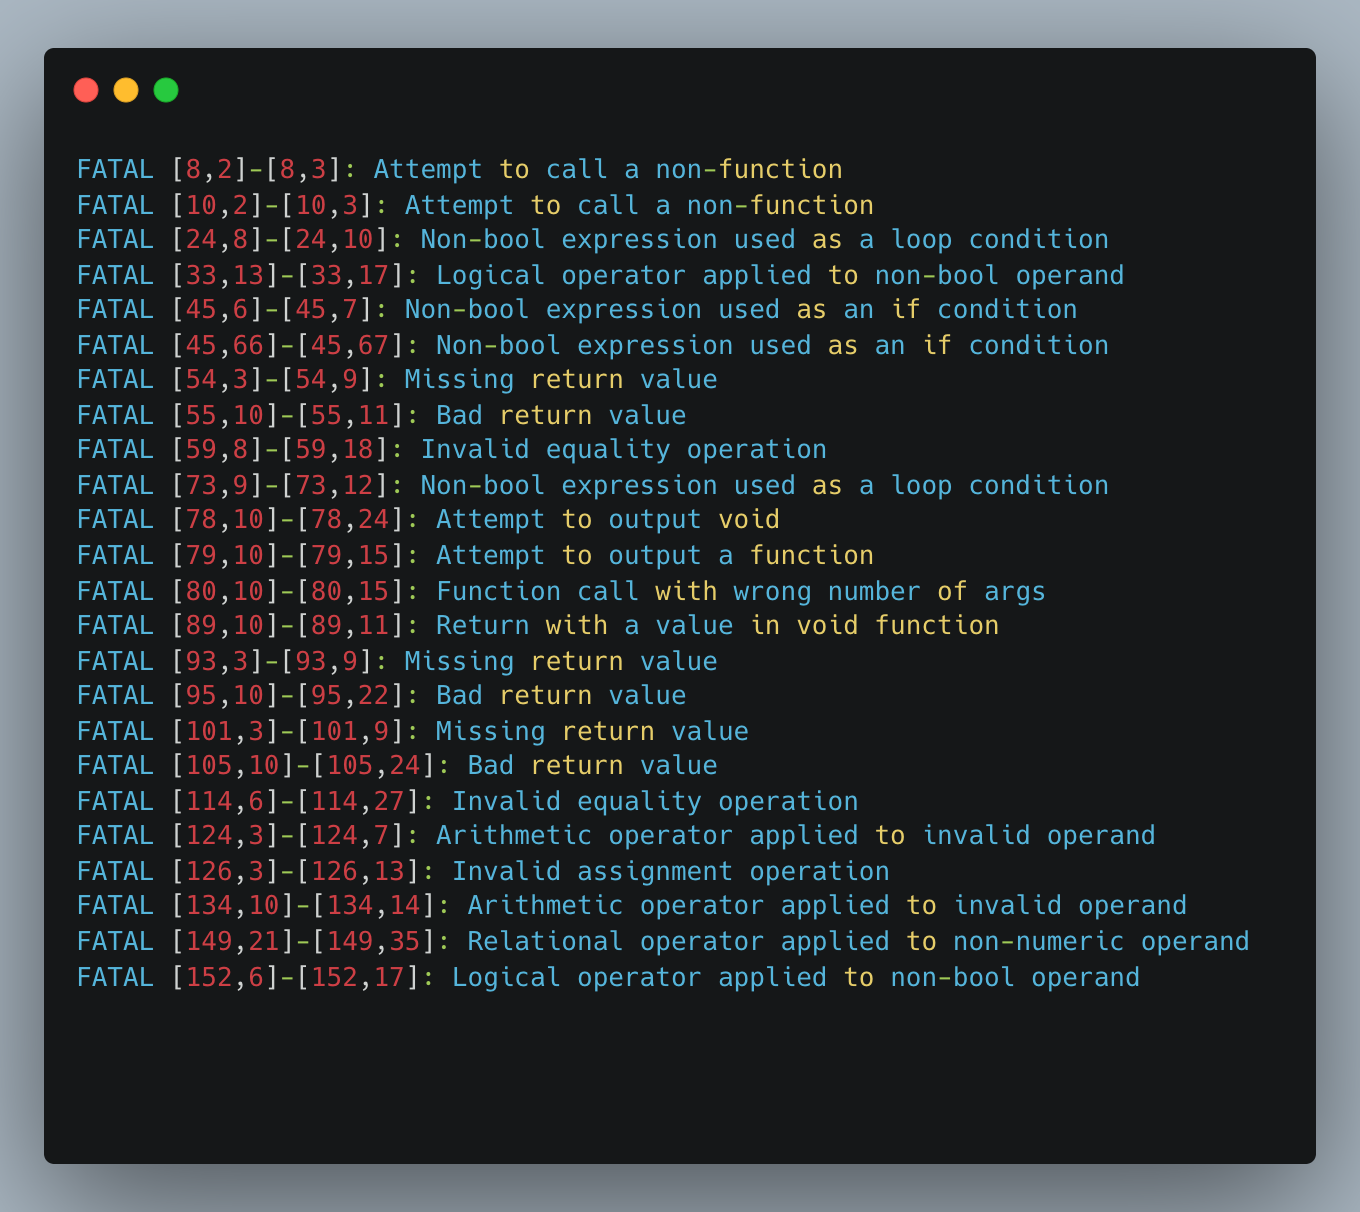 FATAL [8,2]-[8,3]: Attempt to call a non-function
FATAL [10,2]-[10,3]: Attempt to call a non-function
FATAL [24,8]-[24,10]: Non-bool expression used as a loop condition
FATAL [33,13]-[33,17]: Logical operator applied to non-bool operand
FATAL [45,6]-[45,7]: Non-bool expression used as an if condition
FATAL [45,66]-[45,67]: Non-bool expression used as an if condition
FATAL [54,3]-[54,9]: Missing return value
FATAL [55,10]-[55,11]: Bad return value
FATAL [59,8]-[59,18]: Invalid equality operation
FATAL [73,9]-[73,12]: Non-bool expression used as a loop condition
FATAL [78,10]-[78,24]: Attempt to output void
FATAL [79,10]-[79,15]: Attempt to output a function
FATAL [80,10]-[80,15]: Function call with wrong number of args
FATAL [89,10]-[89,11]: Return with a value in void function
FATAL [93,3]-[93,9]: Missing return value
FATAL [95,10]-[95,22]: Bad return value
FATAL [101,3]-[101,9]: Missing return value
FATAL [105,10]-[105,24]: Bad return value
FATAL [114,6]-[114,27]: Invalid equality operation
FATAL [124,3]-[124,7]: Arithmetic operator applied to invalid operand
FATAL [126,3]-[126,13]: Invalid assignment operation
FATAL [134,10]-[134,14]: Arithmetic operator applied to invalid operand
FATAL [149,21]-[149,35]: Relational operator applied to non-numeric operand
FATAL [152,6]-[152,17]: Logical operator applied to non-bool operand